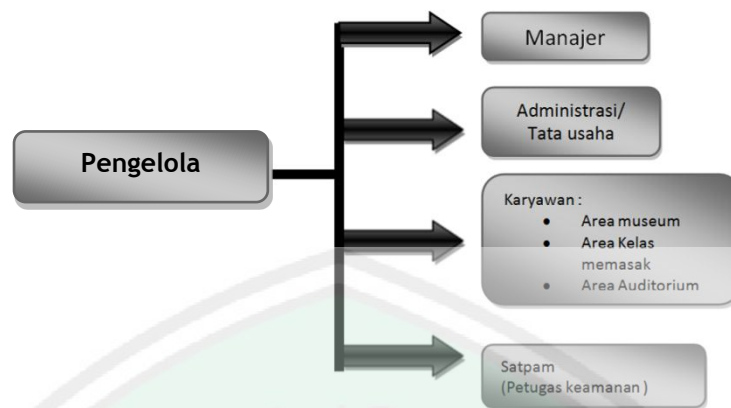 Pengelola
Manajer
Administrasi/
Tata usaha
Karyawan :
• Area museum
• Area Kelas
memasak
• Area Auditorium
Satpam
(Petugas keamanan )